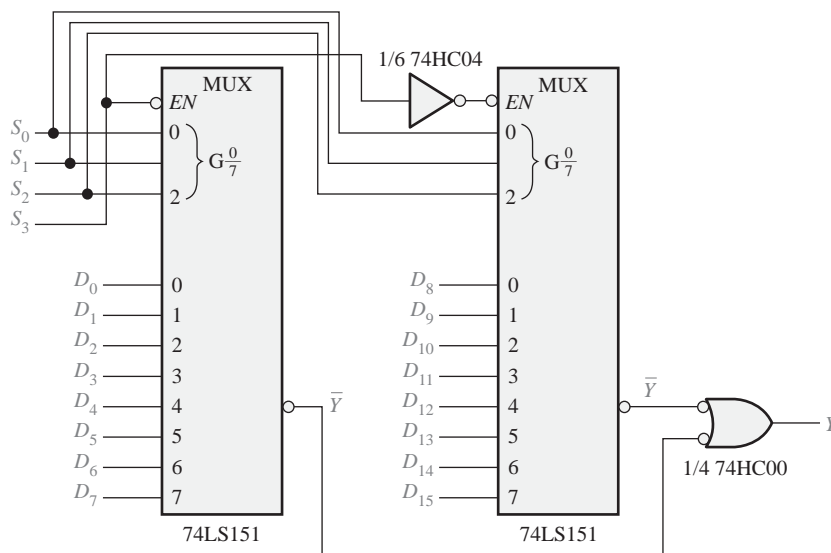 1/6 74HC04
MUX
EN
0
G 0/7
2
S0
S1
S2
S3
D0 0
D1 1
D2 2
D3 3
D4 4
D5 5
D6 6
D7 7
Y̅
74LS151
MUX
EN
0
G 0/7
2
D8 0
D9 1
D10 2
D11 3
D12 4
D13 5
D14 6
D15 7
Y̅
74LS151
Y
1/4 74HC00